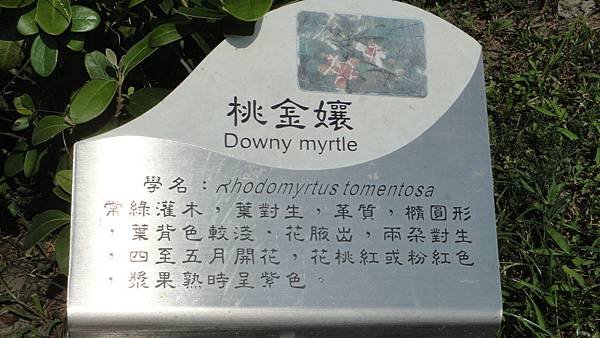 桃金孃
Downy myrtle
學名：Rhodomyrtus tomentosa
常綠灌木，葉對生，革質，橢圓形
，葉背色較淺，花腋出，兩朵對生
，四至五月開花，花桃紅或粉紅色
，漿果熟時呈紫色。